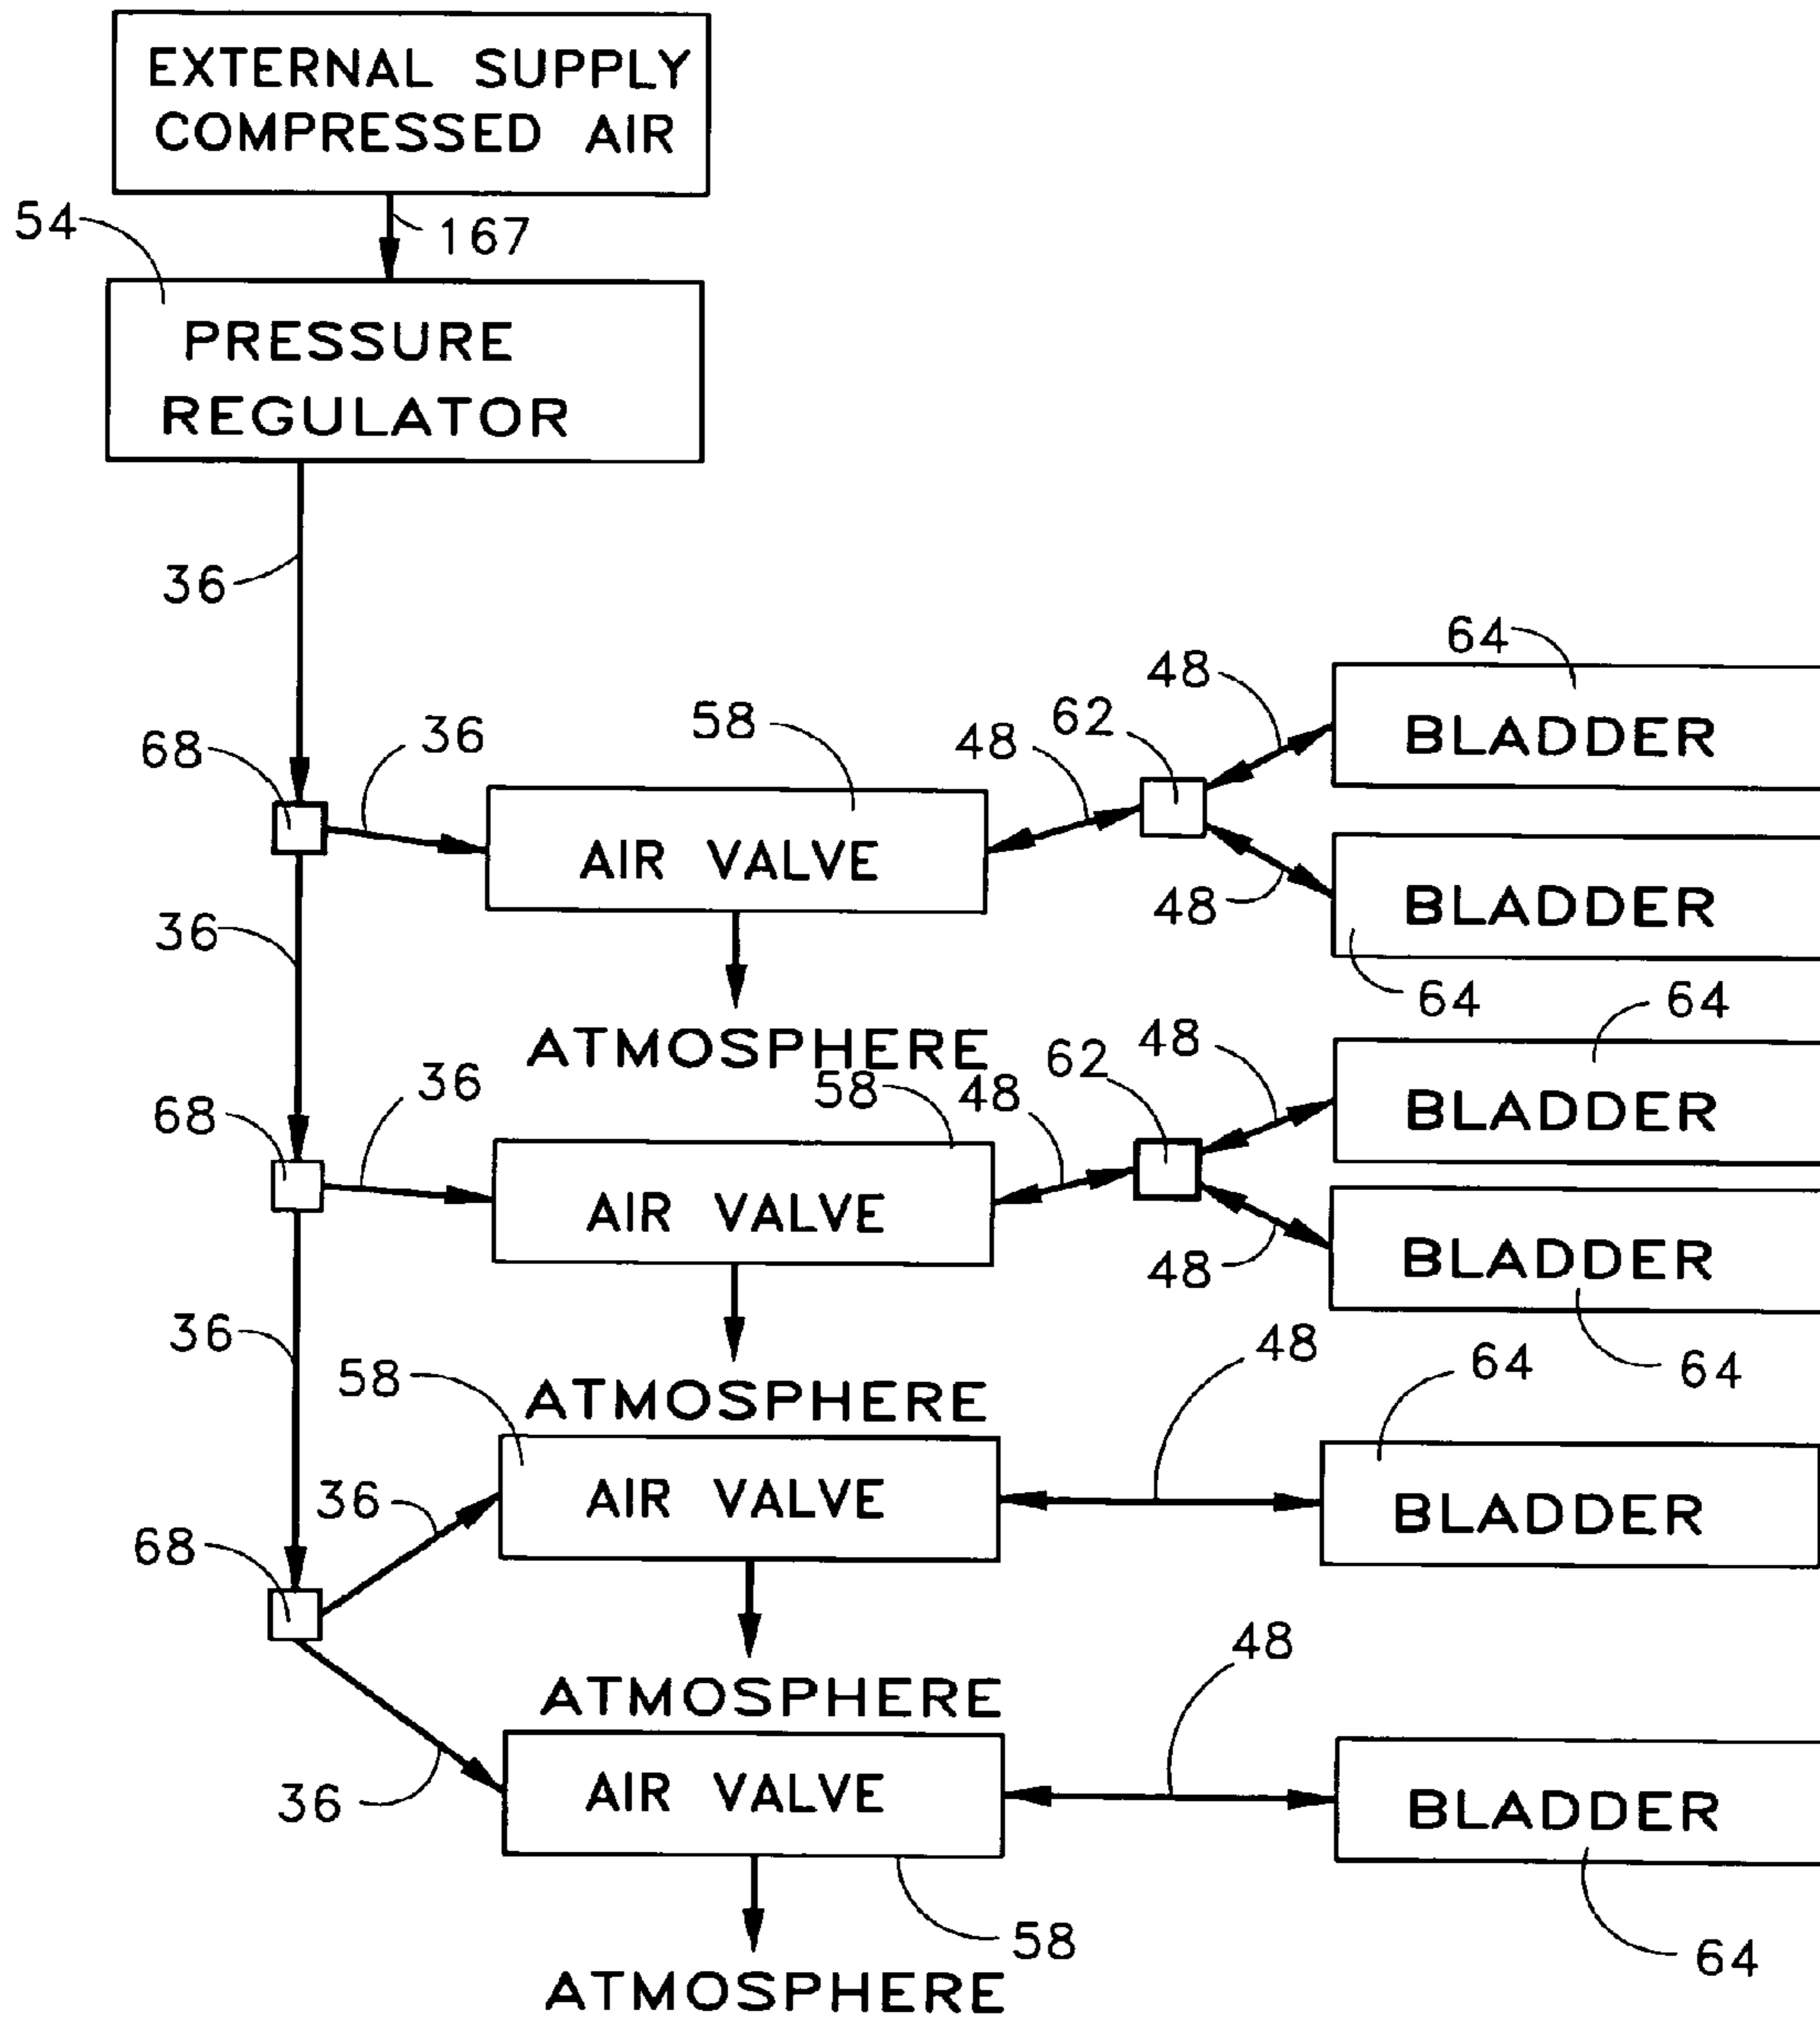 EXTERNAL SUPPLY
COMPRESSED AIR
54
167
PRESSURE
REGULATOR
36
64
48
BLADDER
58
62
48
36
68
AIR VALVE
BLADDER
48
36
64
64
ATMOSPHERE
48
62
58
48
36
68
BLADDER
AIR VALVE
BLADDER
48
36
48
64
64
58
ATMOSPHERE
36
AIR VALVE
BLADDER
68
48
ATMOSPHERE
36
AIR VALVE
BLADDER
58
64
ATMOSPHERE